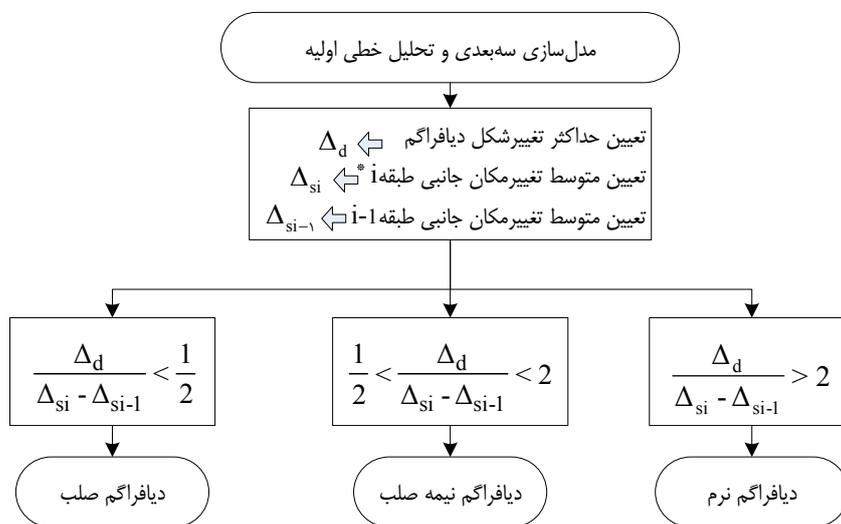 مدل‌سازی سه‌بعدی و تحلیل خطی اولیه
تعیین حداکثر تغییرشکل دیافراگم ⇦ Δd
تعیین متوسط تغییرمکان جانبی طبقه i* ⇦ Δsi
تعیین متوسط تغییرمکان جانبی طبقه i-1 ⇦ Δsi−۱
Δd / (Δsi - Δsi-1) > 2
1/2 < Δd / (Δsi - Δsi-1) < 2
Δd / (Δsi - Δsi-1) < 1/2
دیافراگم نرم
دیافراگم نیمه صلب
دیافراگم صلب